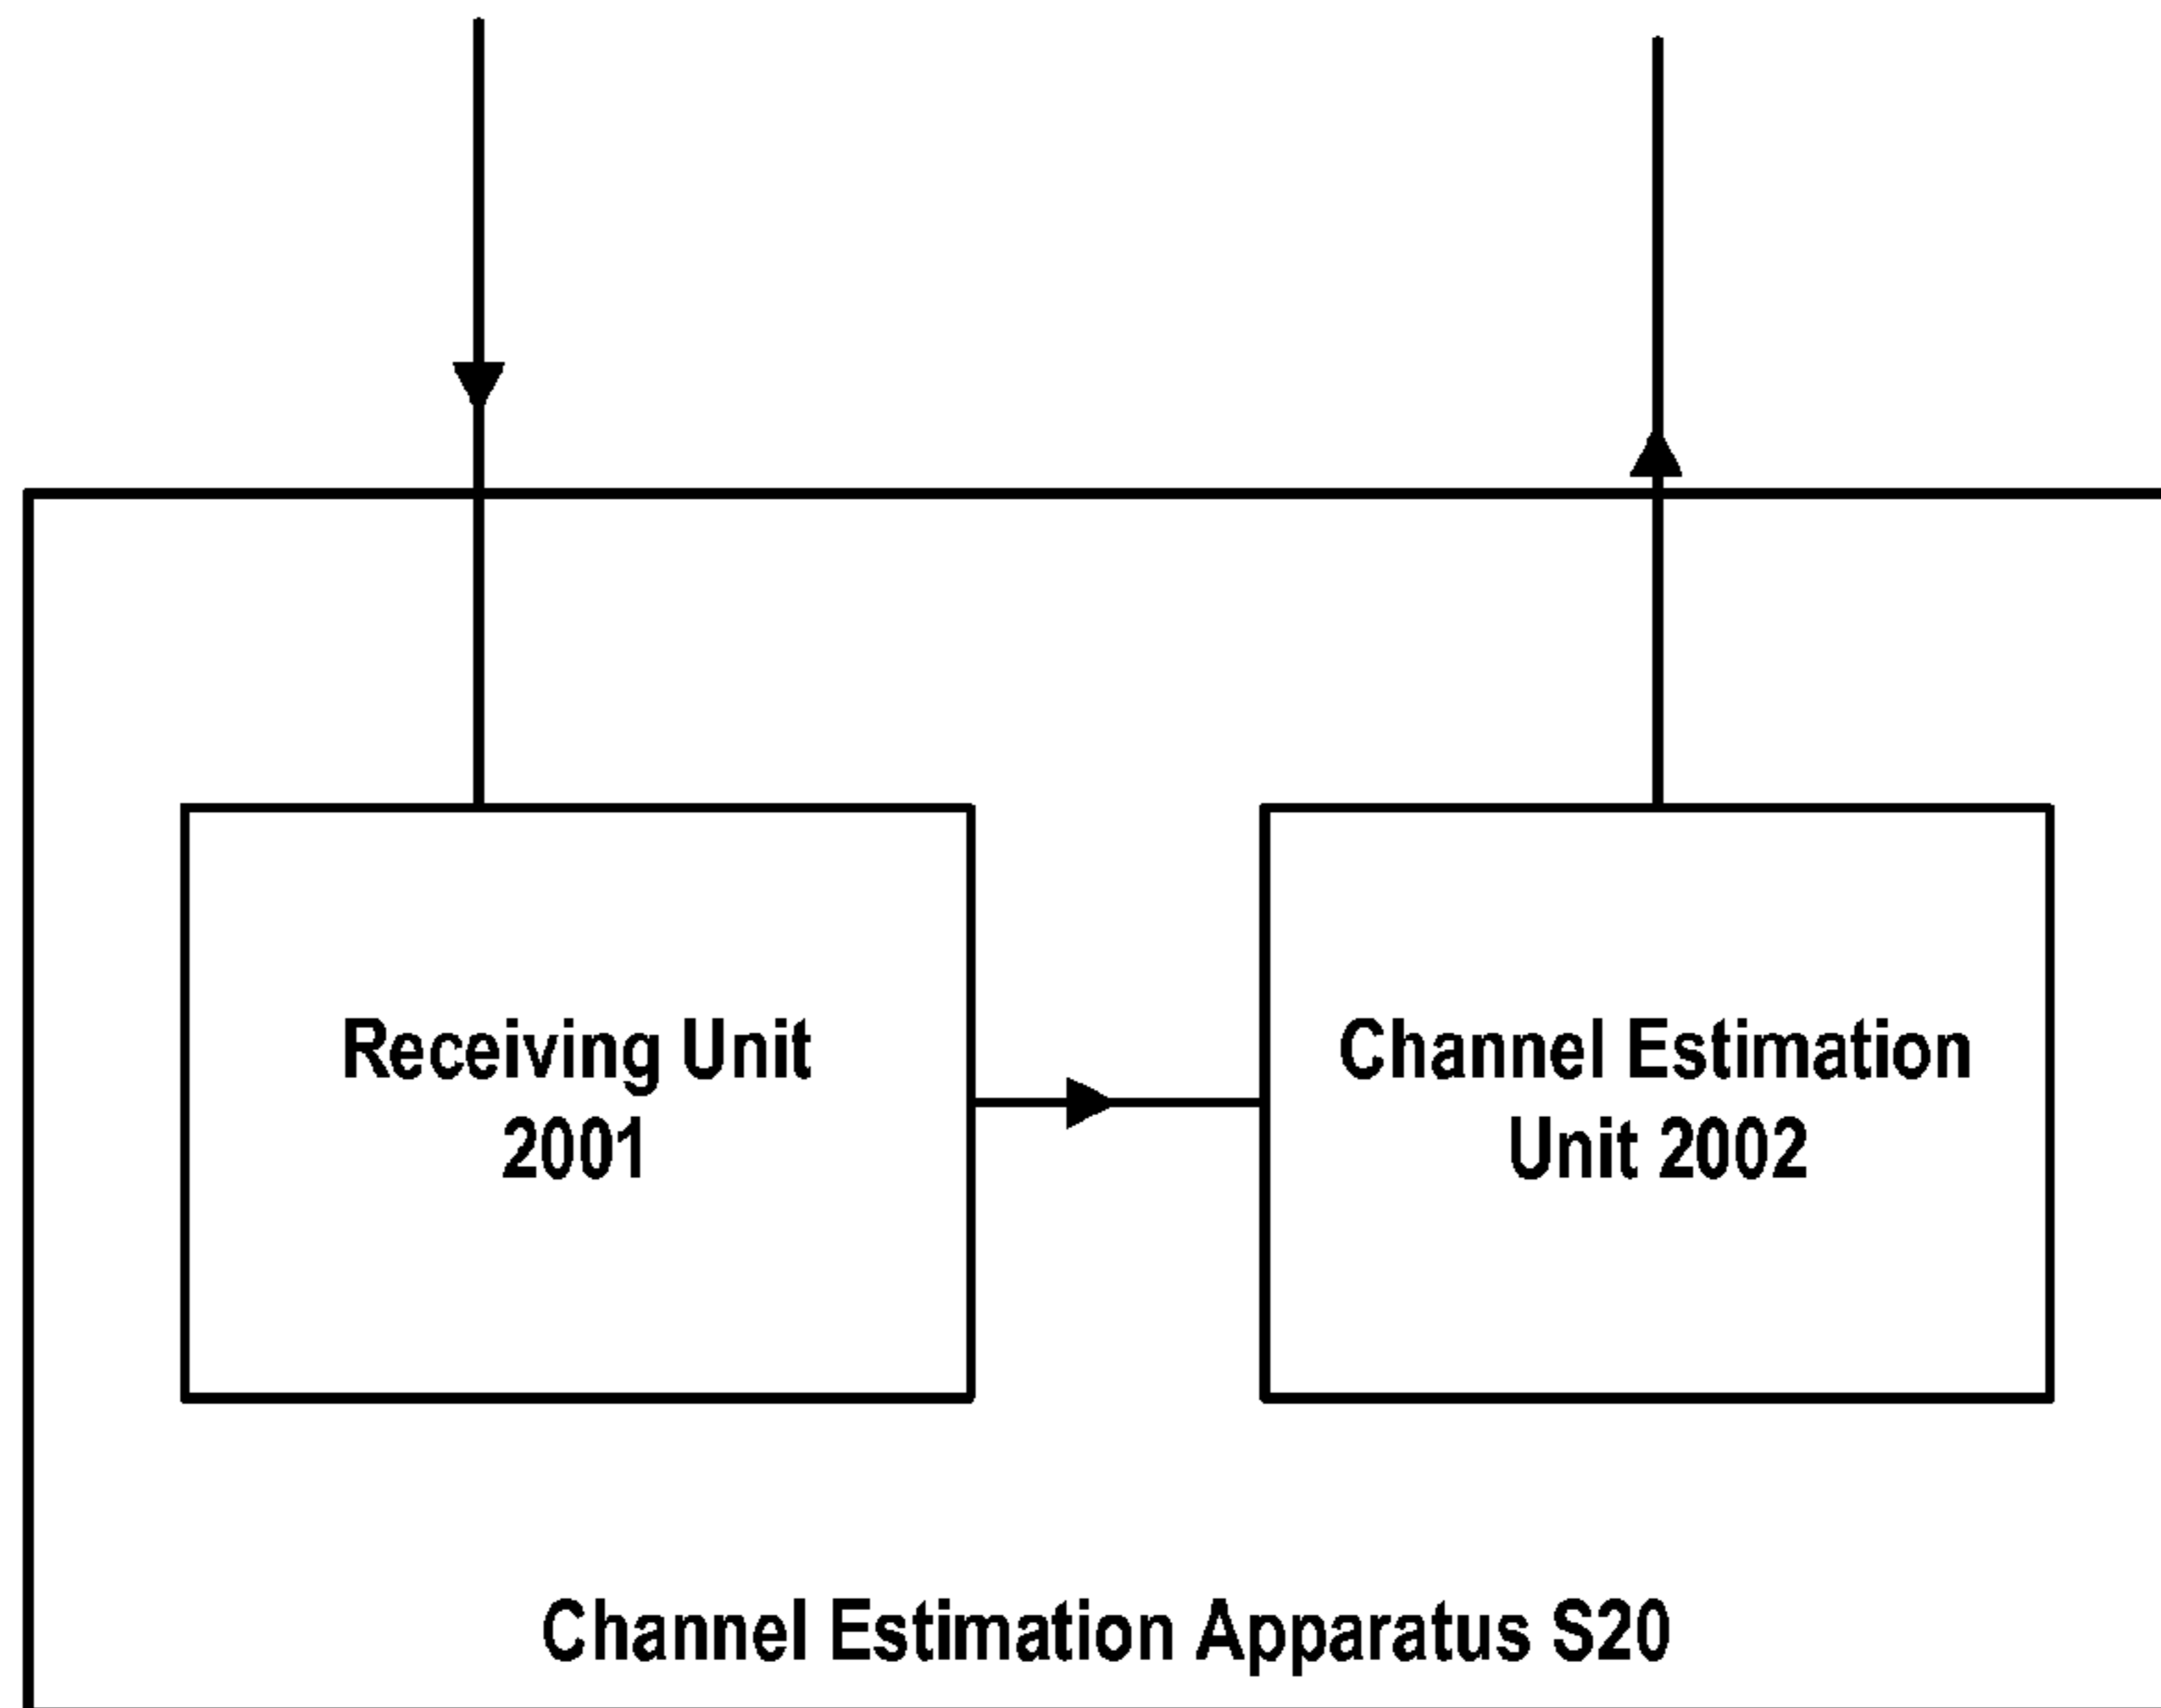 Receiving Unit
2001
Channel Estimation
Unit 2002
Channel Estimation Apparatus S20